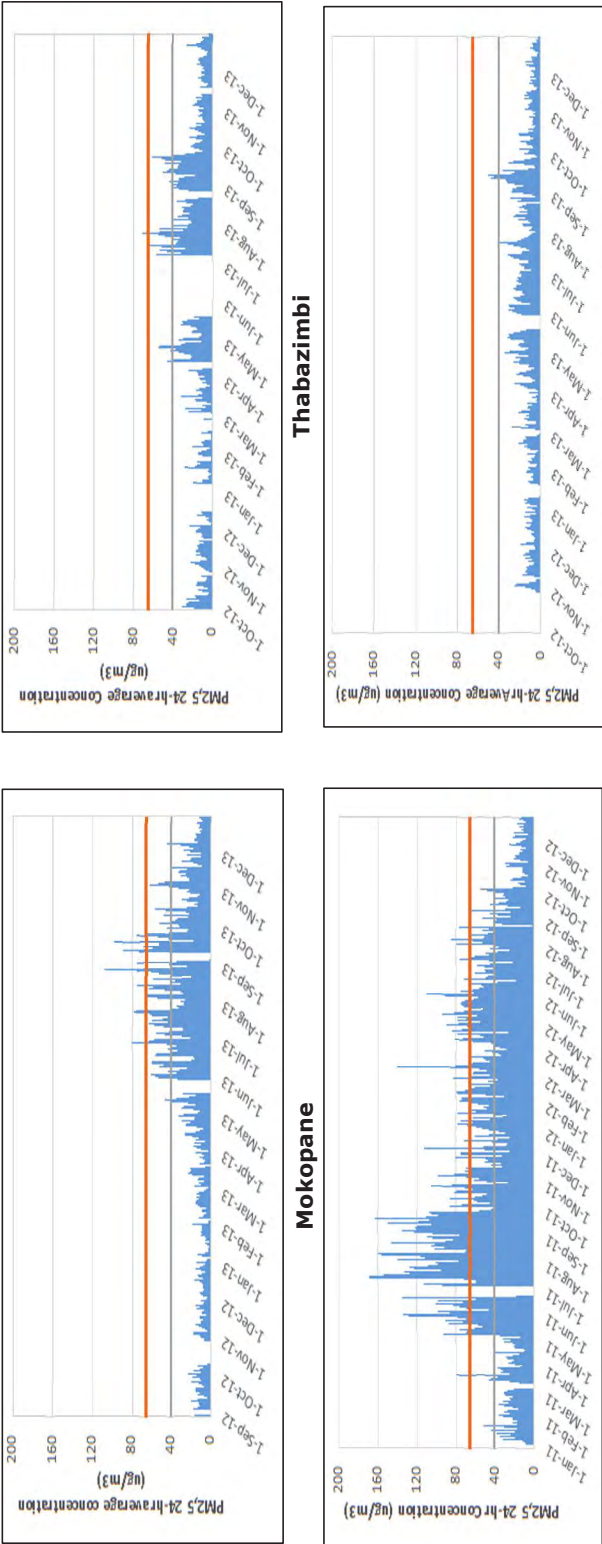 PM2,5 24-hr average concentration
(ug/m3)
200
160
120
80
40
0
1-Sep-12
1-Oct-12
1-Nov-12
1-Dec-12
1-Jan-13
1-Feb-13
1-Mar-13
1-Apr-13
1-May-13
1-Jun-13
1-Jul-13
1-Aug-13
1-Sep-13
1-Oct-13
1-Nov-13
1-Dec-13
PM2,5 24-hr average Concentration
(ug/m3)
200
160
120
80
40
0
1-Oct-12
1-Nov-12
1-Dec-12
1-Jan-13
1-Feb-13
1-Mar-13
1-Apr-13
1-May-13
1-Jun-13
1-Jul-13
1-Aug-13
1-Sep-13
1-Oct-13
1-Nov-13
1-Dec-13
Mokopane
Thabazimbi
PM2,5 24-hr Concentration (ug/m3)
200
160
120
80
40
0
1-Jan-11
1-Feb-11
1-Mar-11
1-Apr-11
1-May-11
1-Jun-11
1-Jul-11
1-Aug-11
1-Sep-11
1-Oct-11
1-Nov-11
1-Dec-11
1-Jan-12
1-Feb-12
1-Mar-12
1-Apr-12
1-May-12
1-Jun-12
1-Jul-12
1-Aug-12
1-Sep-12
1-Oct-12
1-Nov-12
1-Dec-12
PM2,5 24-hr Average Concentration (ug/m3)
200
160
120
80
40
0
1-Oct-12
1-Nov-12
1-Dec-12
1-Jan-13
1-Feb-13
1-Mar-13
1-Apr-13
1-May-13
1-Jun-13
1-Jul-13
1-Aug-13
1-Sep-13
1-Oct-13
1-Nov-13
1-Dec-13